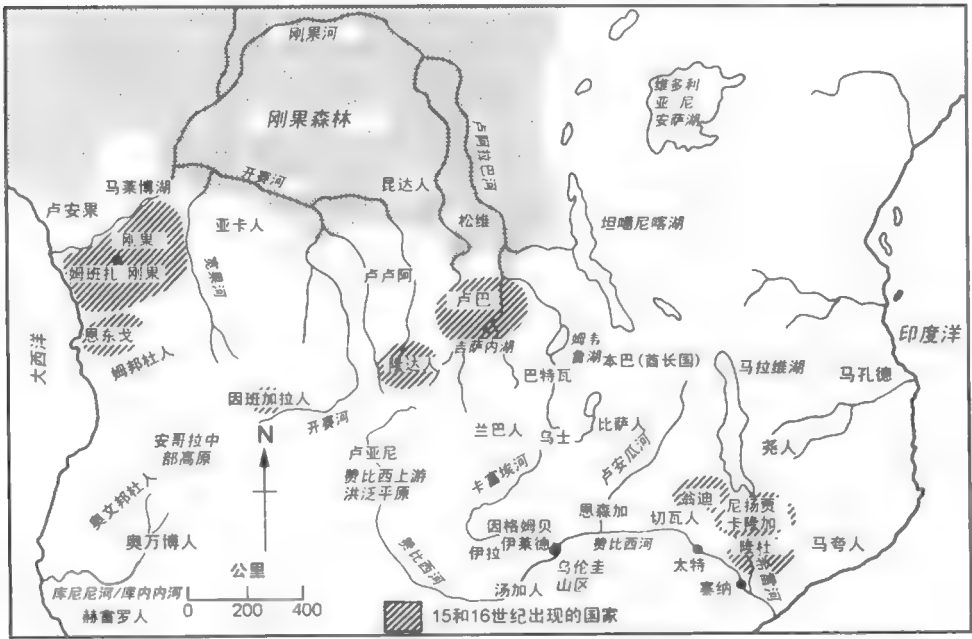 刚果河
维多利
亚 尼
安萨湖
刚果森林
卢阿拉巴河
开赛河
昆达人
马莱博湖
卢安果
亚卡人
松维
坦噶尼喀湖
刚果
姆班扎 刚果
宽果河
卢卢阿
卢巴
大西洋
恩东戈
吉萨内湖
姆韦
鲁湖
印度洋
姆邦杜人
隆达人
巴特瓦
本巴(酋长国)
马拉维湖
马孔德
因班加拉人
开赛河
N
兰巴人
乌士
比萨人
尧人
安哥拉中
部高原
卢亚尼
赞比西上游
洪泛平原
卡富埃河
卢安瓜河
奥文邦杜人
恩森加
翁迪
尼扬贾
卡隆加
切瓦人
奥万博人
因格姆贝
伊莱德
伊拉
赞比西河
隆杜
马夸人
太特
公里
赞比西河
乌伦圭
山区
汤加人
塞纳
库尼尼河/库内内河
赫雷罗人
0 200 400
15和16世纪出现的国家